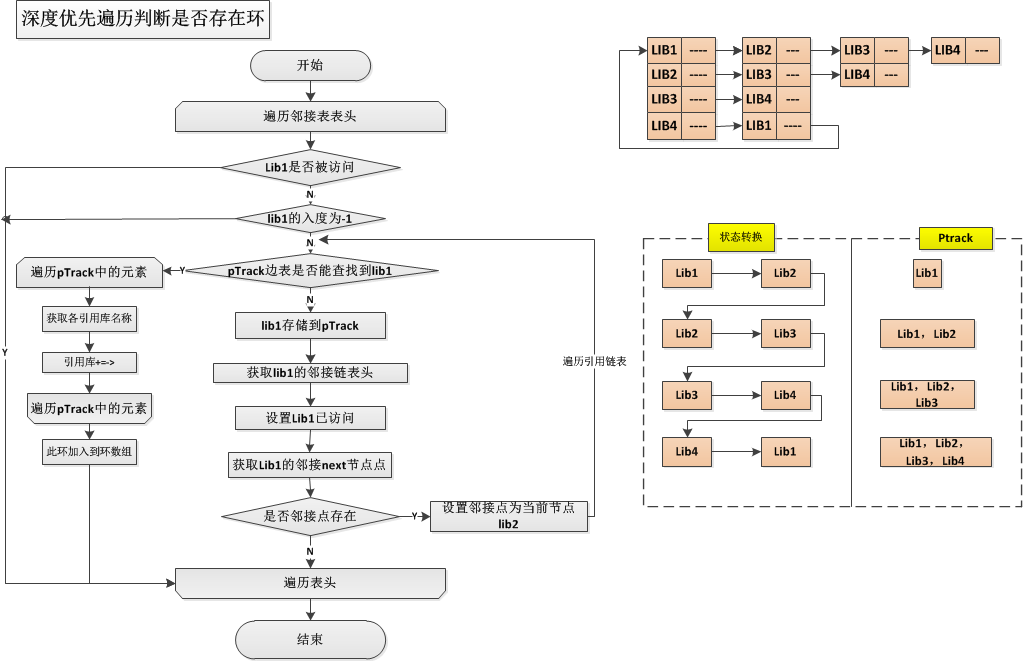 深度优先遍历判断是否存在环
开始
遍历邻接表表头
Lib1是否被访问
N
lib1的入度为-1
N
pTrack边表是否能查找到lib1
Y
N
遍历pTrack中的元素
获取各引用库名称
引用库+=->
遍历pTrack中的元素
此环加入到环数组
Y
lib1存储到pTrack
获取lib1的邻接链表头
设置Lib1已访问
获取Lib1的邻接next节点点
是否邻接点存在
Y
设置邻接点为当前节点
lib2
遍历引用链表
N
遍历表头
结束
LIB1 ---- LIB2 --- LIB3 --- LIB4 ---
LIB2 ---- LIB3 --- LIB4 ---
LIB3 ---- LIB4 ---
LIB4 ---- LIB1 ----
状态转换
Lib1 Lib2
Lib2 Lib3
Lib3 Lib4
Lib4 Lib1
Ptrack
Lib1
Lib1，Lib2
Lib1，Lib2，
Lib3
Lib1，Lib2，
Lib3，Lib4